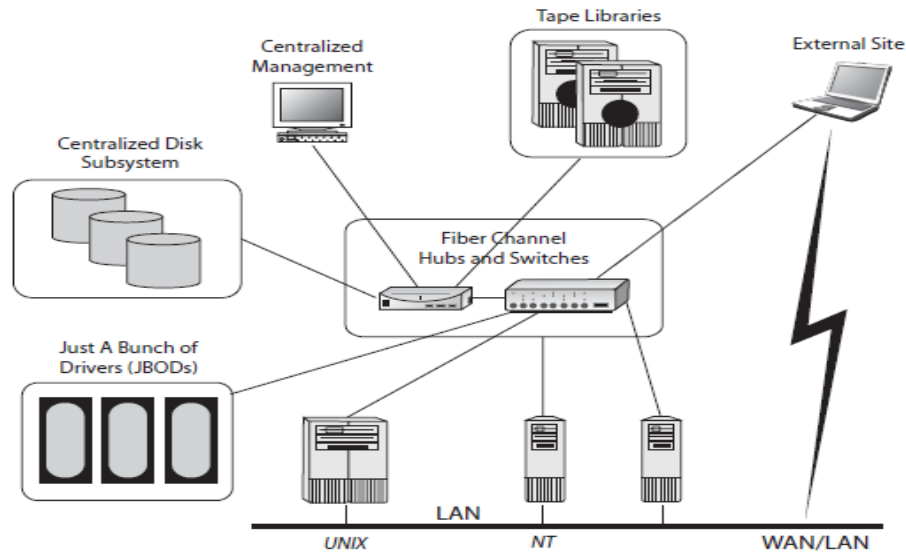 Tape Libraries
Centralized
Management
External Site
Centralized Disk
Subsystem
Fiber Channel
Hubs and Switches
Just A Bunch of
Drivers (JBODs)
LAN
UNIX
NT
WAN/LAN